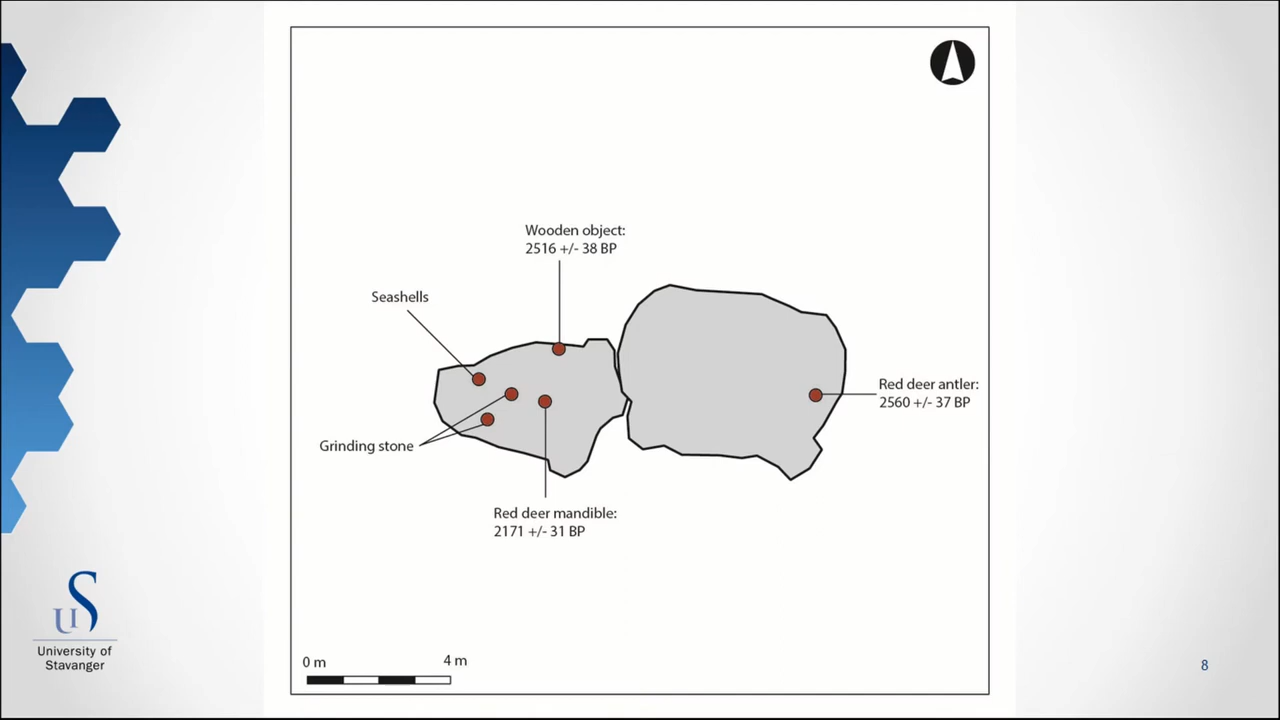 Wooden object:
2516 +/- 38 BP
Seashells
Red deer antler:
2560 +/- 37 BP
Grinding stone
Red deer mandible:
2171 +/- 31 BP
0 m
4 m
uS
University of
Stavanger
8